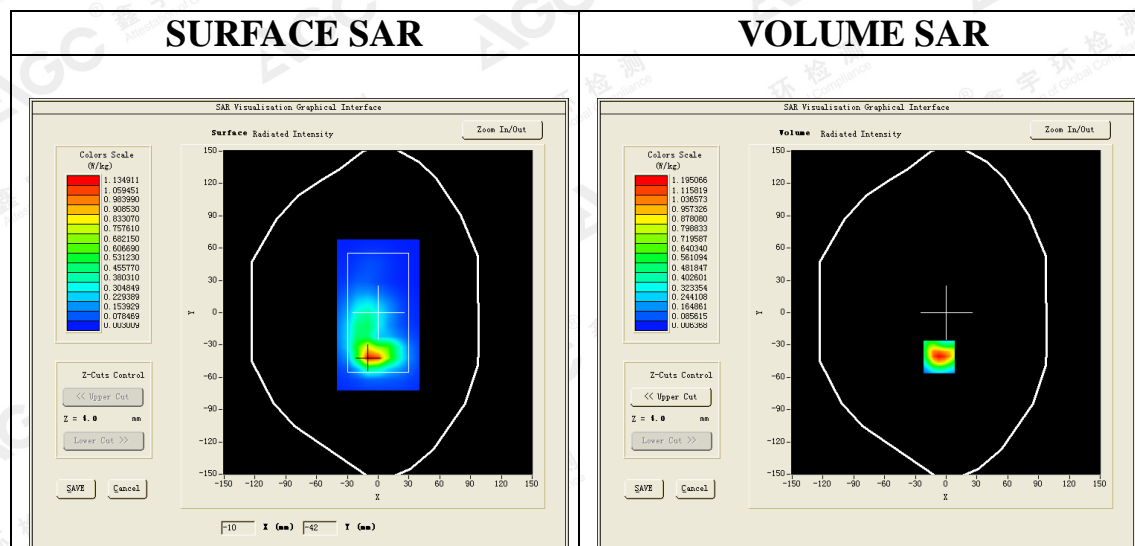 SURFACE SAR
VOLUME SAR
SAR Visualisation Graphical Interface
Surface Radiated Intensity
Zoom In/Out
Colors Scale
(W/kg)
1.134911
1.059451
0.983990
0.908530
0.833070
0.757610
0.682150
0.606690
0.531230
0.455770
0.380310
0.304849
0.229389
0.153929
0.078469
0.003009
Z-Cuts Control
<< Upper Cut
Z = 4.0 mm
Lower Cut >>
SAVE Cancel
150
120
90
60
30
0
-30
-60
-90
-120
-150
Y
-150 -120 -90 -60 -30 0 30 60 90 120 150
X
-10 X (mm) -42 Y (mm)
SAR Visualisation Graphical Interface
Volume Radiated Intensity
Zoom In/Out
Colors Scale
(W/kg)
1.195066
1.115819
1.036573
0.957326
0.878080
0.798833
0.719587
0.640340
0.561094
0.481847
0.402601
0.323354
0.244108
0.164861
0.085615
0.006368
Z-Cuts Control
<< Upper Cut
Z = 4.0 mm
Lower Cut >>
SAVE Cancel
150
120
90
60
30
0
-30
-60
-90
-120
-150
Y
-150 -120 -90 -60 -30 0 30 60 90 120 150
X